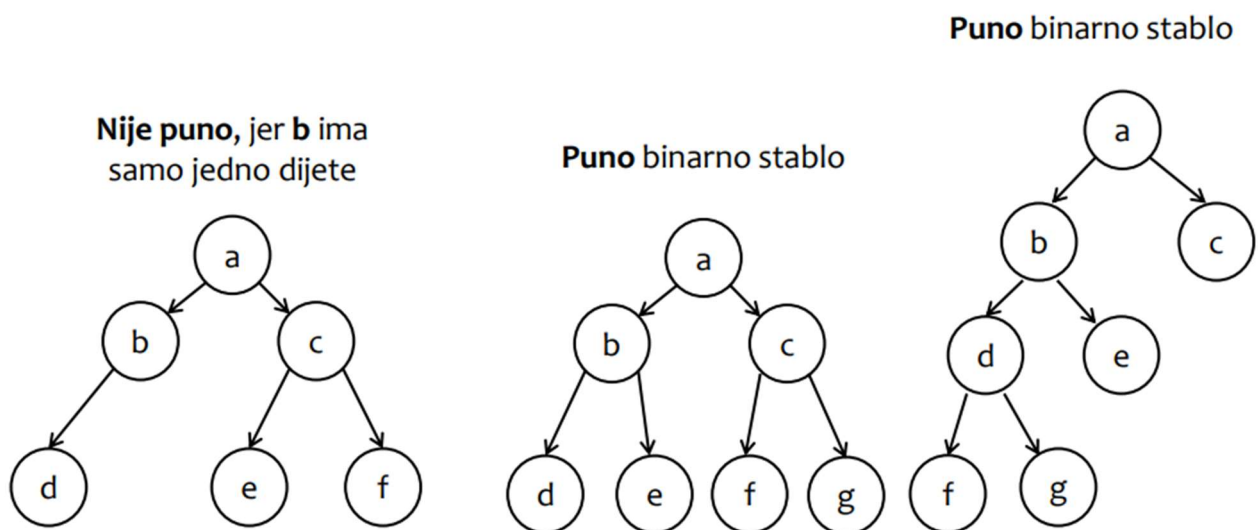 Nije puno, jer b ima
samo jedno dijete
a
b
c
d
e
f
Puno binarno stablo
a
b
c
d
e
f
g
Puno binarno stablo
a
b
c
d
e
f
g